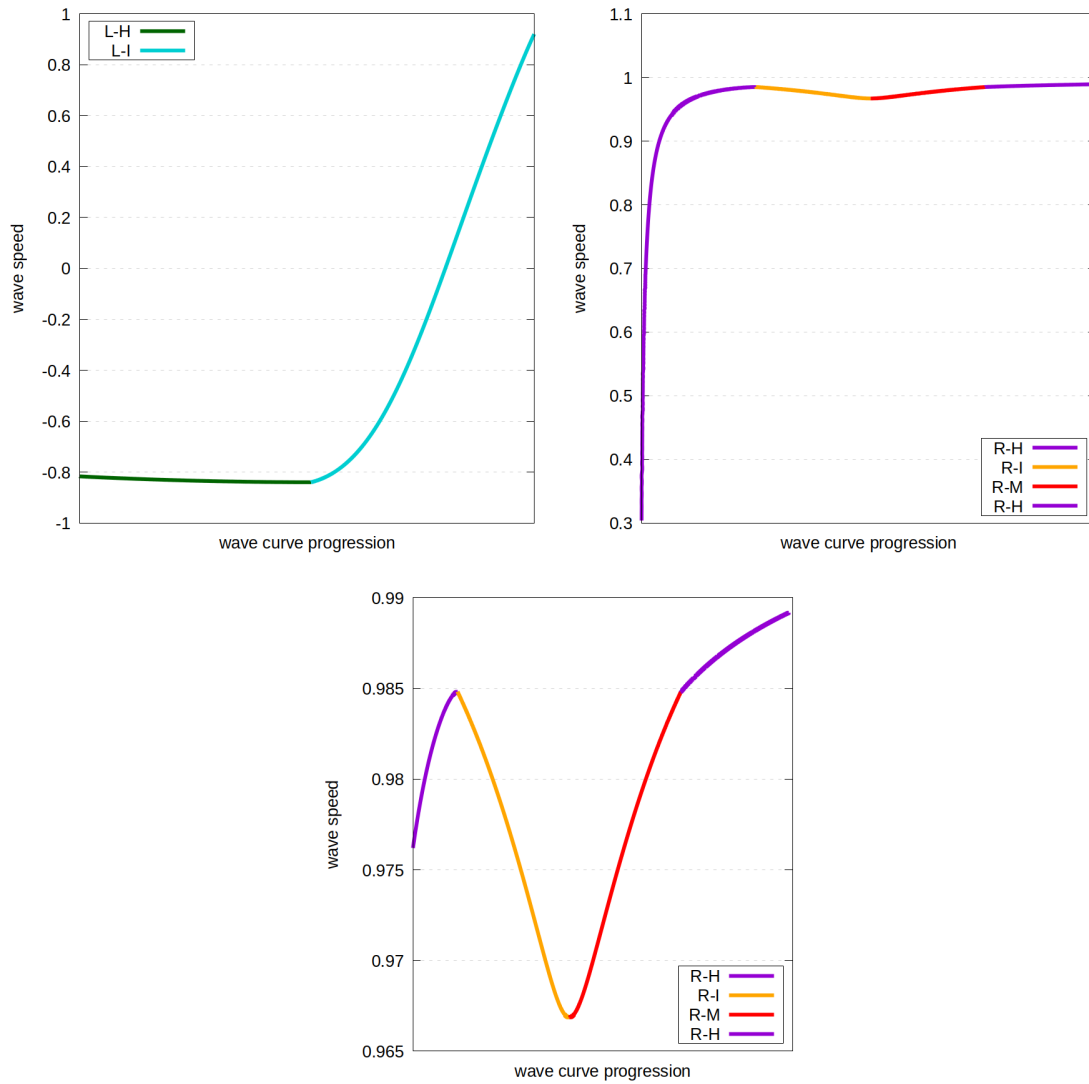 1
0.8
0.6
0.4
0.2
0
-0.2
-0.4
-0.6
-0.8
-1
wave speed
wave curve progression
L-H
L-I
1.1
1
0.9
0.8
0.7
0.6
0.5
0.4
0.3
wave speed
wave curve progression
R-H
R-I
R-M
R-H
0.99
0.985
0.98
0.975
0.97
0.965
wave speed
wave curve progression
R-H
R-I
R-M
R-H